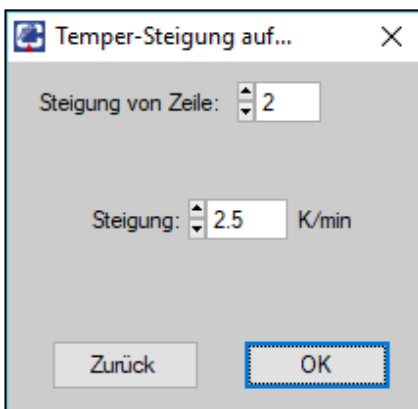 Temper-Steigung auf...
Steigung von Zeile: 2
Steigung: 2.5 K/min
Zurück OK